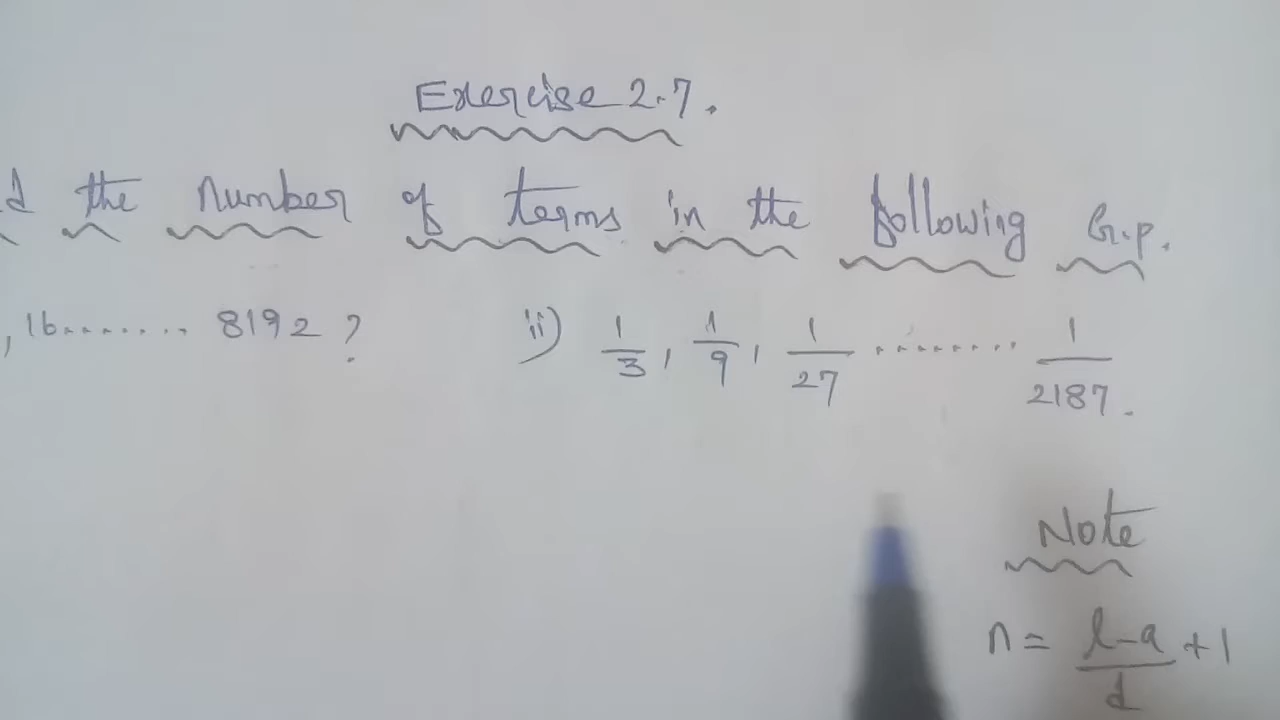 Exercise 2.7.
d the number of terms in the following G.P.
, 16........ 8192 ? ii) 1/3, 1/9, 1/27 ......... 1/2187.
Note
n = l-a/d + 1